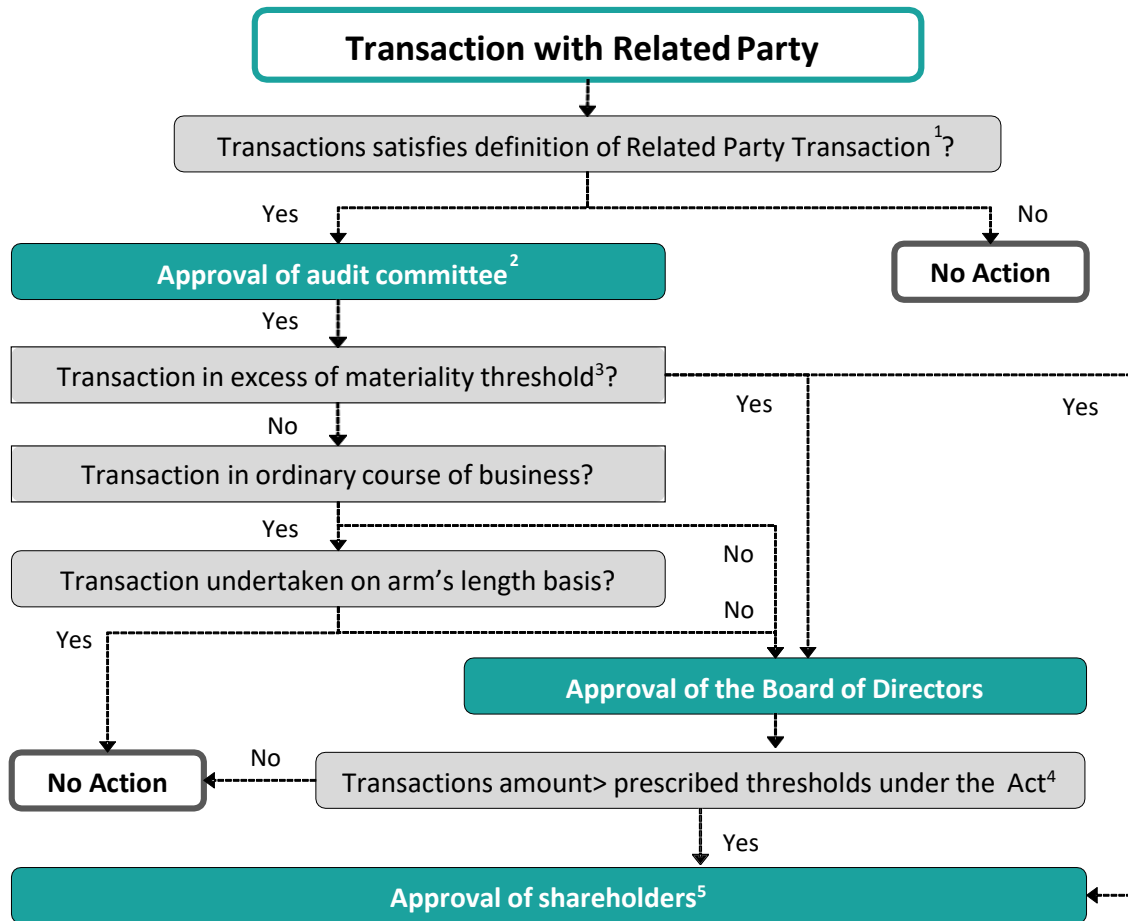 Transaction with Related Party
Transactions satisfies definition of Related Party Transaction¹?
Yes
No
Approval of audit committee²
No Action
Yes
Transaction in excess of materiality threshold³?
Yes
Yes
No
Transaction in ordinary course of business?
Yes
No
Transaction undertaken on arm’s length basis?
No
Yes
Approval of the Board of Directors
No
No Action
Transactions amount> prescribed thresholds under the Act⁴
Yes
Approval of shareholders⁵